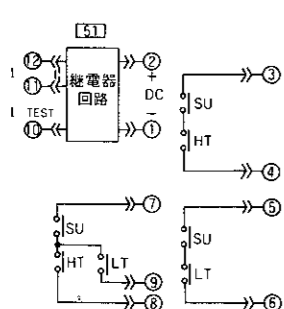 51
⑫ ②
I 継電器 + ③
⑪ 回路 DC SU
I TEST −
⑩ ① HT
④
⑦ ⑤
SU SU
HT LT LT
⑨
⑧ ⑥